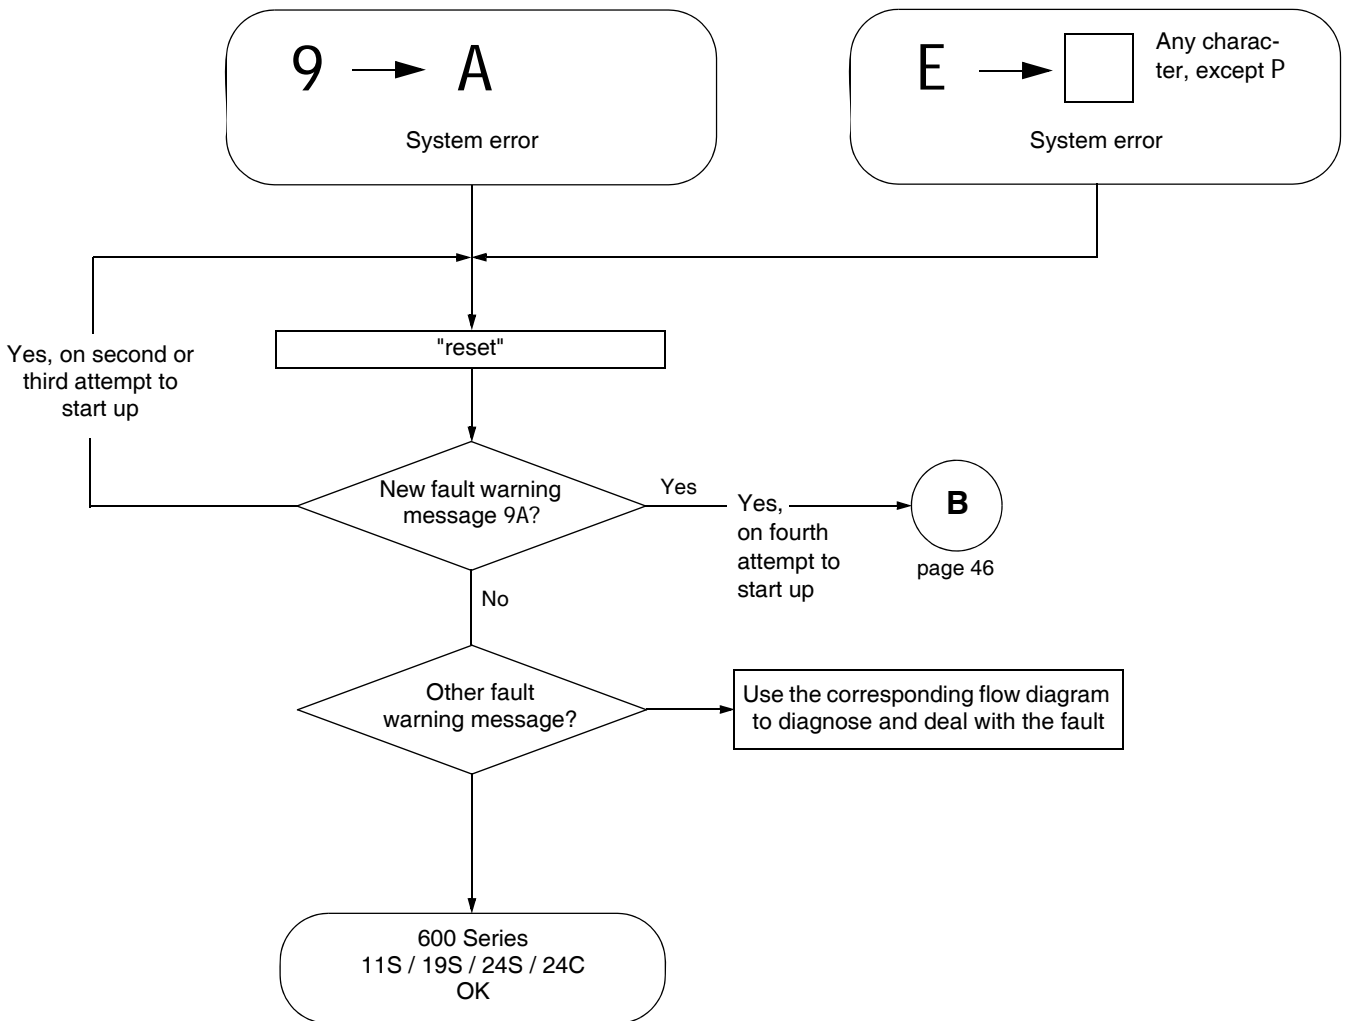 9 A
System error
E
Any charac-
ter, except P
System error
Yes, on second or
third attempt to
start up
"reset"
New fault warning
message 9A?
Yes
Yes,
on fourth
attempt to
start up
B
page 46
No
Other fault
warning message?
Use the corresponding flow diagram
to diagnose and deal with the fault
600 Series
11S / 19S / 24S / 24C
OK